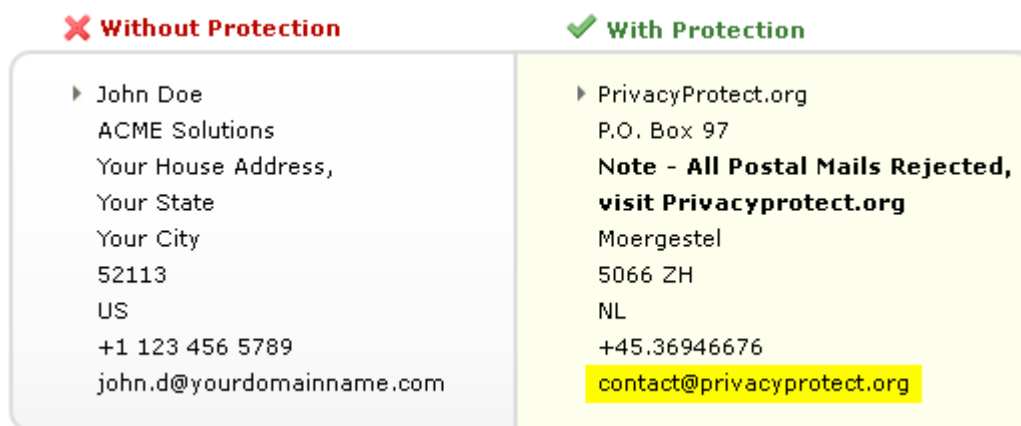 Without Protection
John Doe
ACME Solutions
Your House Address,
Your State
Your City
52113
US
+1 123 456 5789
john.d@yourdomainname.com
With Protection
PrivacyProtect.org
P.O. Box 97
Note - All Postal Mails Rejected,
visit Privacyprotect.org
Moergestel
5066 ZH
NL
+45.36946676
contact@privacyprotect.org